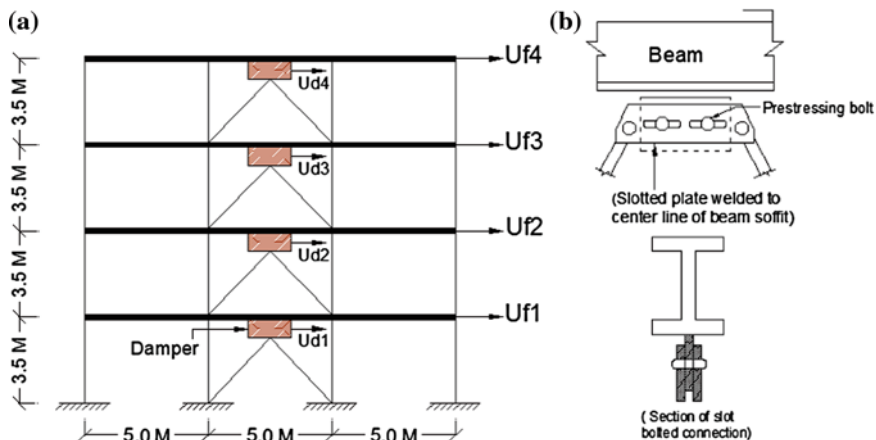 (a)
Uf4
Ud4
3.5 M
Uf3
Ud3
3.5 M
Uf2
Ud2
3.5 M
Uf1
Ud1
Damper
3.5 M
5.0 M
5.0 M
5.0 M
(b)
Beam
Prestressing bolt
(Slotted plate welded to
center line of beam soffit)
( Section of slot
bolted connection)